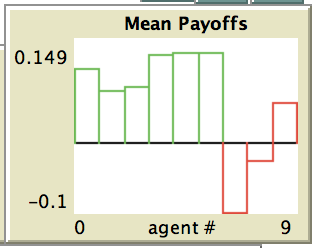 Mean Payoffs
0.149
-0.1
0 agent # 9